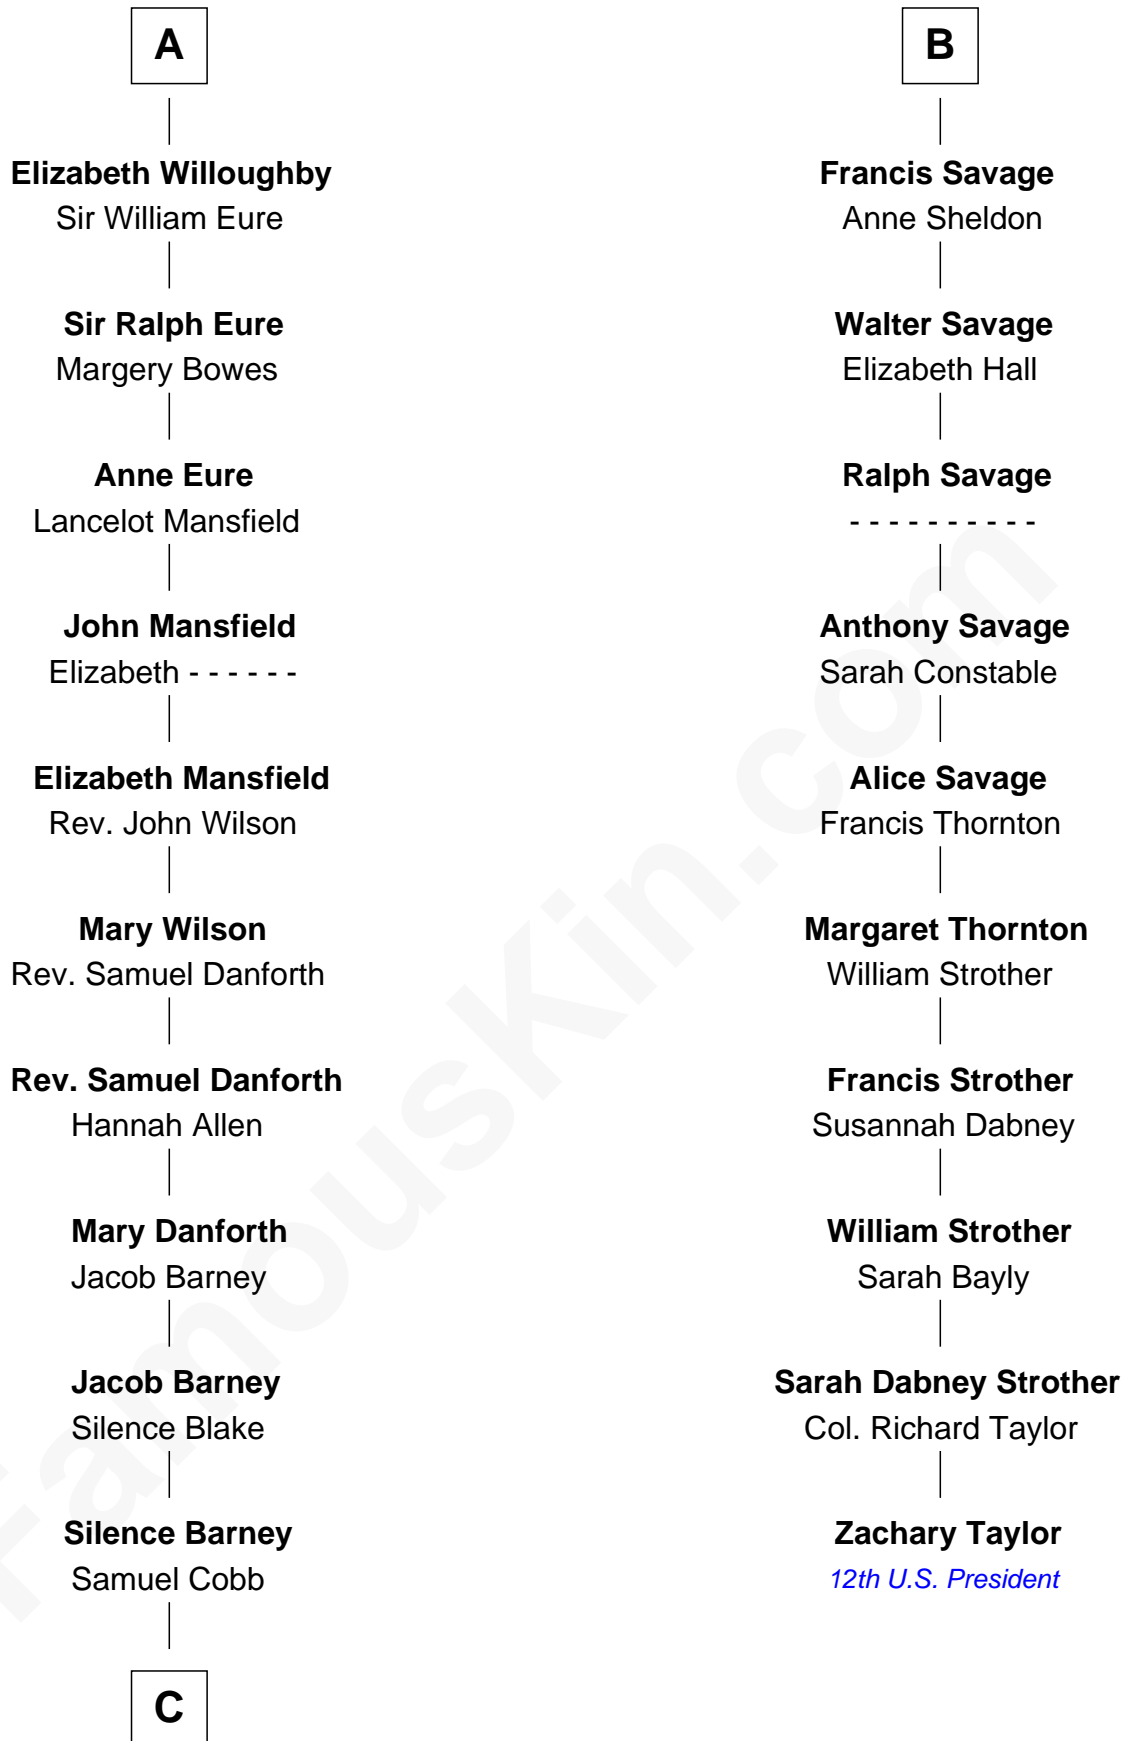 A
Elizabeth Willoughby
Sir William Eure
Sir Ralph Eure
Margery Bowes
Anne Eure
Lancelot Mansfield
John Mansfield
Elizabeth - - - - - -
Elizabeth Mansfield
Rev. John Wilson
Mary Wilson
Rev. Samuel Danforth
Rev. Samuel Danforth
Hannah Allen
Mary Danforth
Jacob Barney
Jacob Barney
Silence Blake
Silence Barney
Samuel Cobb
C
B
Francis Savage
Anne Sheldon
Walter Savage
Elizabeth Hall
Ralph Savage
- - - - - - - - - -
Anthony Savage
Sarah Constable
Alice Savage
Francis Thornton
Margaret Thornton
William Strother
Francis Strother
Susannah Dabney
William Strother
Sarah Bayly
Sarah Dabney Strother
Col. Richard Taylor
Zachary Taylor
12th U.S. President
FamousKin.com